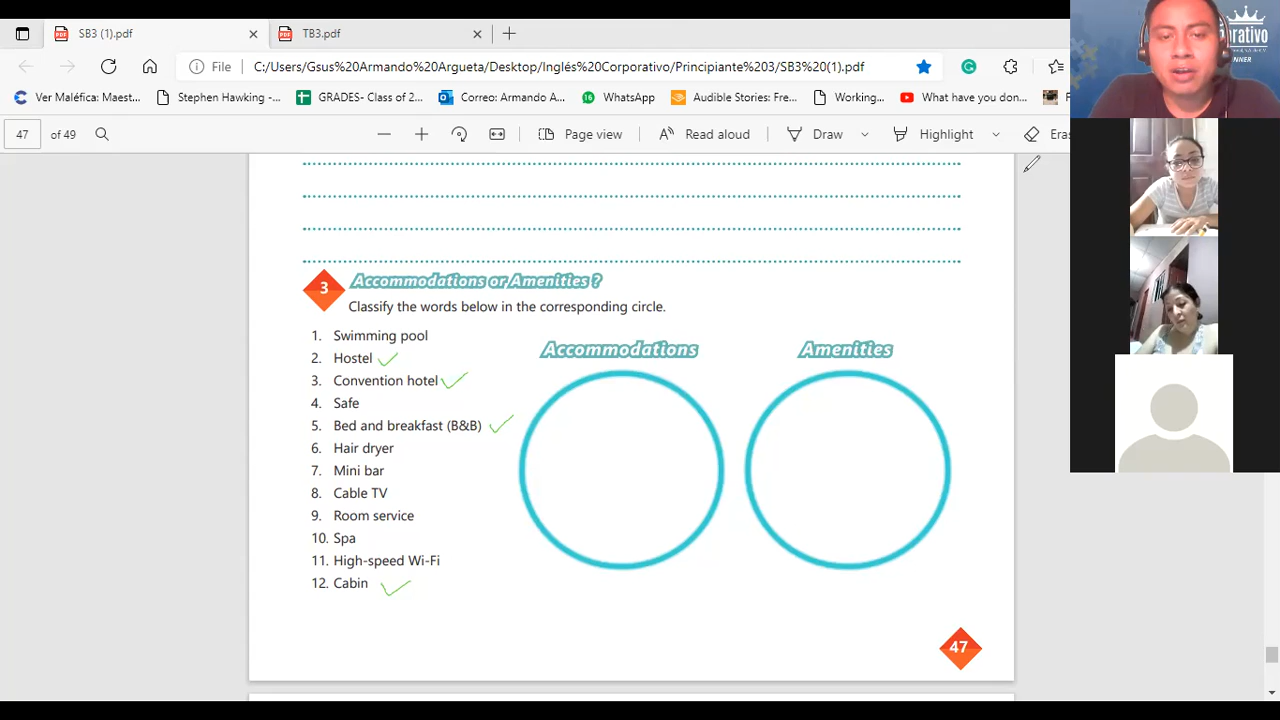 SB3 (1).pdf
TB3.pdf
File
C:/Users/Gsus%20Armando%20Argueta/Desktop/Inglés%20Corporativo/Principiante%203/SB3%20(1).pdf
Ver Maléfica: Maest...
Stephen Hawking -...
GRADES- Class of 2...
Correo: Armando A...
16
WhatsApp
Audible Stories: Fre...
Working...
What have you don...
47
of 49
Page view
Read aloud
Draw
Highlight
3
Accommodations or Amenities ?
Classify the words below in the corresponding circle.
1. Swimming pool
2. Hostel
3. Convention hotel
4. Safe
5. Bed and breakfast (B&B)
6. Hair dryer
7. Mini bar
8. Cable TV
9. Room service
10. Spa
11. High-speed Wi-Fi
12. Cabin
Accommodations
Amenities
47